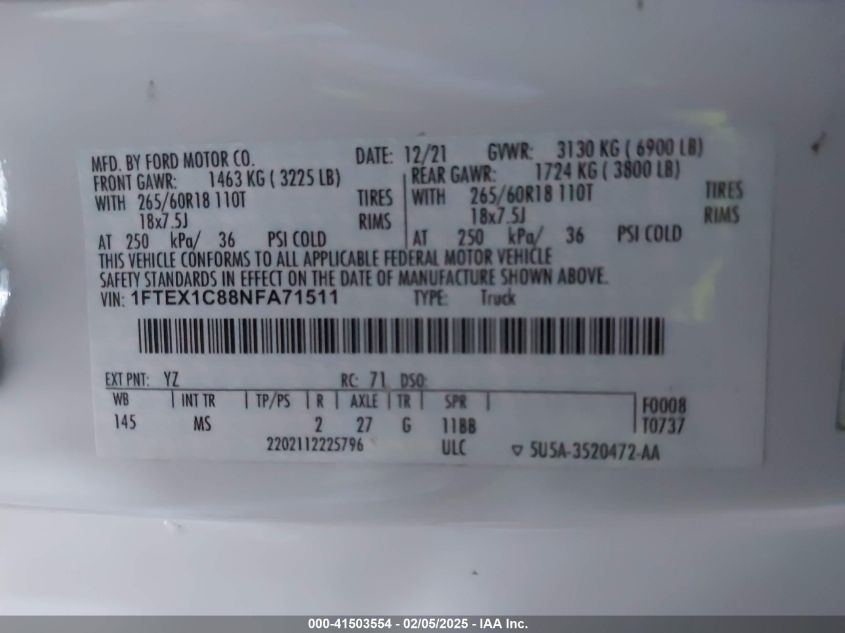 MFD. BY FORD MOTOR CO. DATE: 12/21 GVWR: 3130 KG ( 6900 LB)
FRONT GAWR: 1463 KG ( 3225 LB) REAR GAWR: 1724 KG ( 3800 LB)
WITH 265/60R18 110T TIRES WITH 265/60R18 110T TIRES
18x7.5J RIMS 18x7.5J RIMS
AT 250 kPa/ 36 PSI COLD AT 250 kPa/ 36 PSI COLD
THIS VEHICLE CONFORMS TO ALL APPLICABLE FEDERAL MOTOR VEHICLE
SAFETY STANDARDS IN EFFECT ON THE DATE OF MANUFACTURE SHOWN ABOVE.
VIN: 1FTEX1C88NFA71511 TYPE: Truck
EXT PNT: YZ RC: 71 DSO:
WB INT TR TP/PS R AXLE TR SPR F0008
145 MS 2 27 G 11BB T0737
2202112225796 ULC 5U5A-3520472-AA
000-41503554 - 02/05/2025 - IAA Inc.